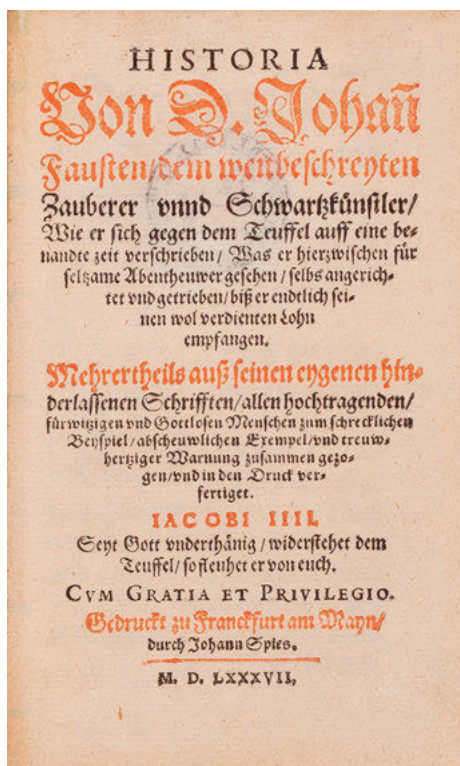 HISTORIA
Von D. Johañ
Fausten/dem weitbeschreyten
Zauberer vnnd Schwartzkünstler/
Wie er sich gegen dem Teuffel auff eine be-
nandte zeit verschrieben/ Was er hierzwischen für
seltzame Abentheuwer gesehen/ selbs angerich-
tet vnd getrieben/ biß er endtlich sei-
nen wol verdienten Lohn
empfangen.
Mehrertheils auß seinen eygenen hin-
derlassenen Schrifften/allen hochtragenden/
fürwitzigen vnd Gottlosen Menschen zum schrecklichen
Beyspiel/abscheuwlichen Exempel/vnd treuw-
hertziger Warnung zusammen gezo-
gen/vnd in den Druck ver-
fertiget.
IACOBI IIII.
Seyt Gott vnderthänig/ widerstehet dem
Teuffel/ so fleuhet er von euch.
CVM GRATIA ET PRIVILEGIO.
Gedruckt zu Franckfurt am Mayn/
durch Johann Spies.
M. D. LXXXVII.